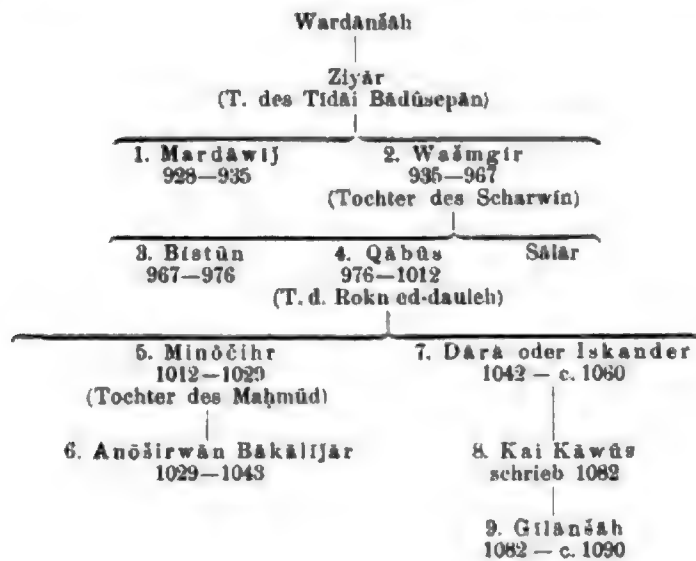 Wardānšāh
Ziyār
(T. des Tīdāi Bādūsepān)
1. Mardāwīj 2. Wašmgīr
928—935 935—967
(Tochter des Scharwīn)
3. Bīstūn 4. Qābūs Sālār
967—976 976—1012
(T. d. Rokn ed-dauleh)
5. Minōčihr 7. Dārā oder Iskander
1012—1029 1042 — c. 1060
(Tochter des Maḥmūd)
6. Anōširwān Bākālījār 8. Kai Kāwūs
1029—1043 schrieb 1082
9. Gīlānšāh
1082 — c. 1090